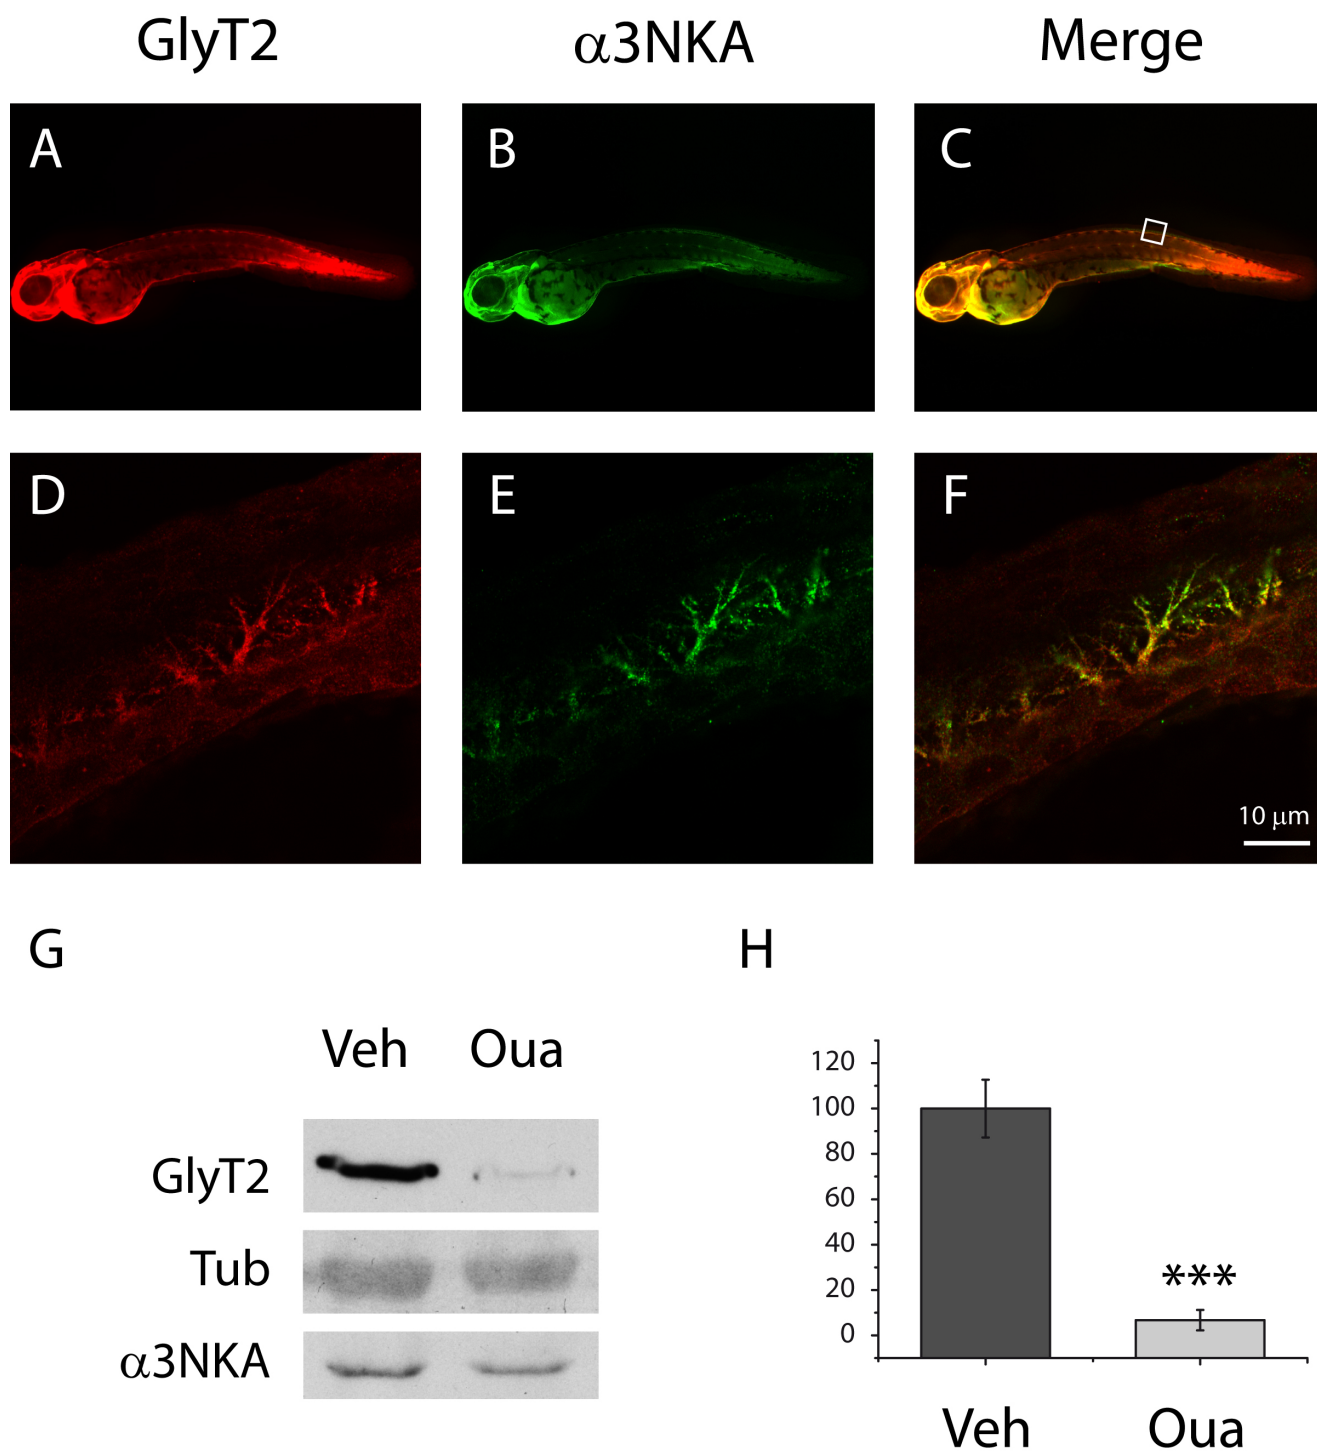 GlyT2 α3NKA Merge
A B C
D E F
10 μm
G H
Veh Oua
GlyT2
Tub
α3NKA
120
100
80
60
40
20
0
***
Veh Oua